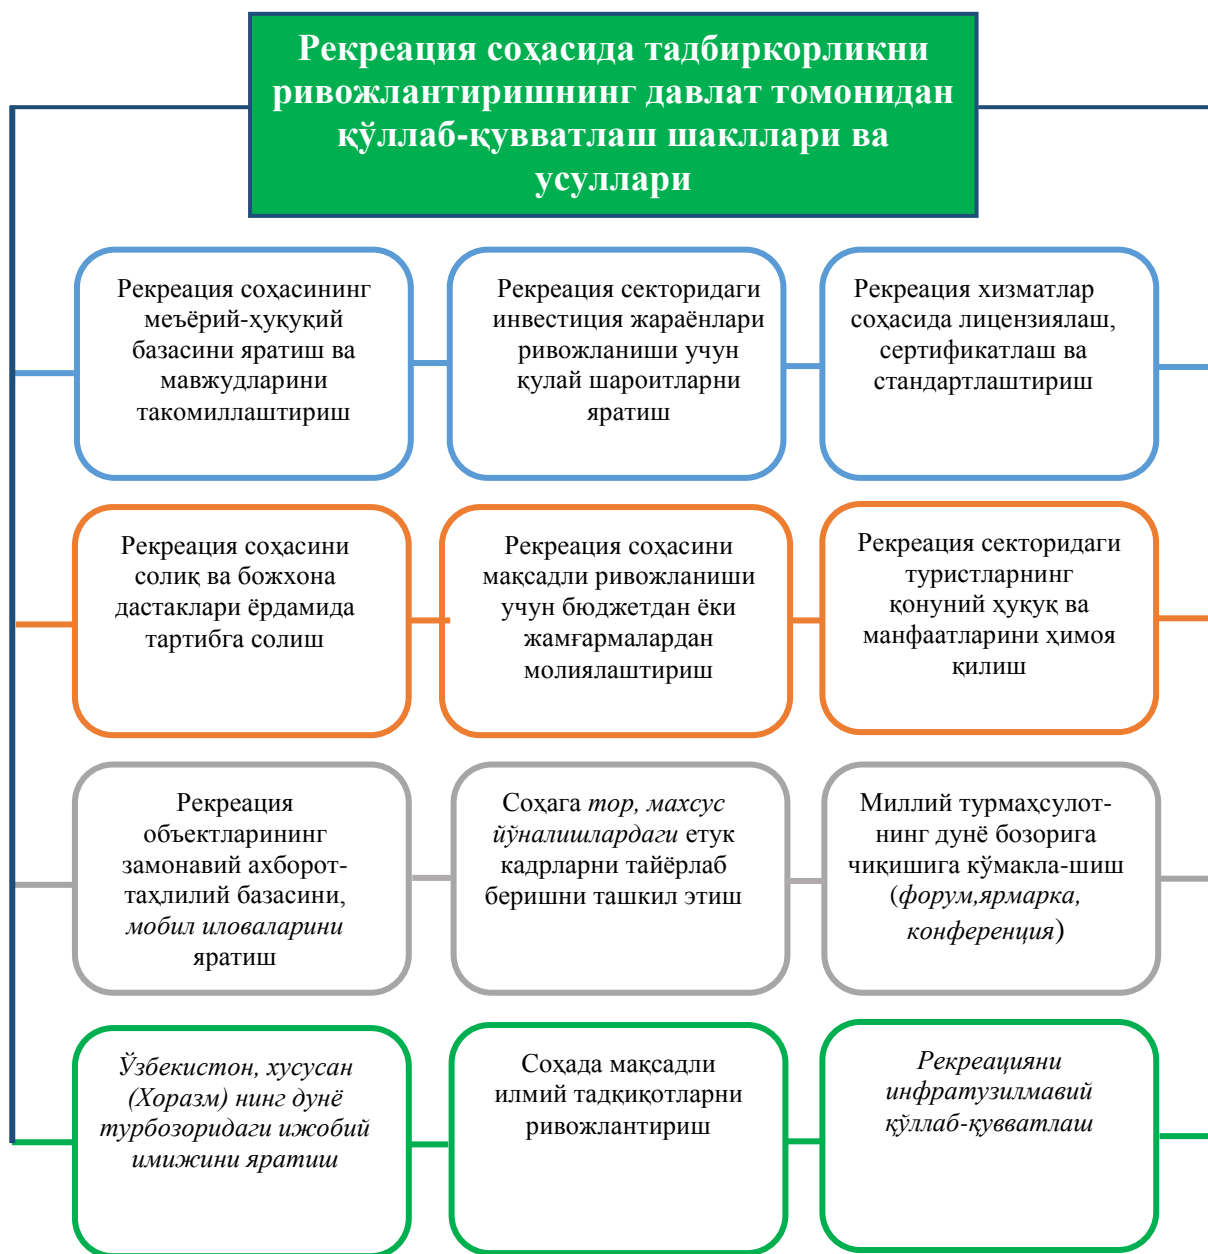 Рекреация соҳасида тадбиркорликни
ривожлантиришнинг давлат томонидан
қўллаб-қувватлаш шакллари ва
усуллари
Рекреация соҳасининг
меъёрий-ҳуқуқий
базасини яратиш ва
мавжудларини
такомиллаштириш
Рекреация секторидаги
инвестиция жараёнлари
ривожланиши учун
қулай шароитларни
яратиш
Рекреация хизматлар
соҳасида лицензиялаш,
сертификатлаш ва
стандартлаштириш
Рекреация соҳасини
солиқ ва божхона
дастаклари ёрдамида
тартибга солиш
Рекреация соҳасини
мақсадли ривожланиши
учун бюджетдан ёки
жамғармалардан
молиялаштириш
Рекреация секторидаги
туристларнинг
қонуний ҳуқуқ ва
манфаатларини ҳимоя
қилиш
Рекреация
объектларининг
замонавий ахборот-
таҳлилий базасини,
мобил иловаларини
яратиш
Соҳага тор, махсус
йўналишлардаги етук
кадрларни тайёрлаб
беришни ташкил этиш
Миллий турмаҳсулот-
нинг дунё бозорига
чиқишига кўмакла-шиш
(форум,ярмарка,
конференция)
Ўзбекистон, хусусан
(Хоразм) нинг дунё
турбозоридаги ижобий
имижини яратиш
Соҳада мақсадли
илмий тадқиқотларни
ривожлантириш
Рекреацияни
инфратузилмавий
қўллаб-қувватлаш